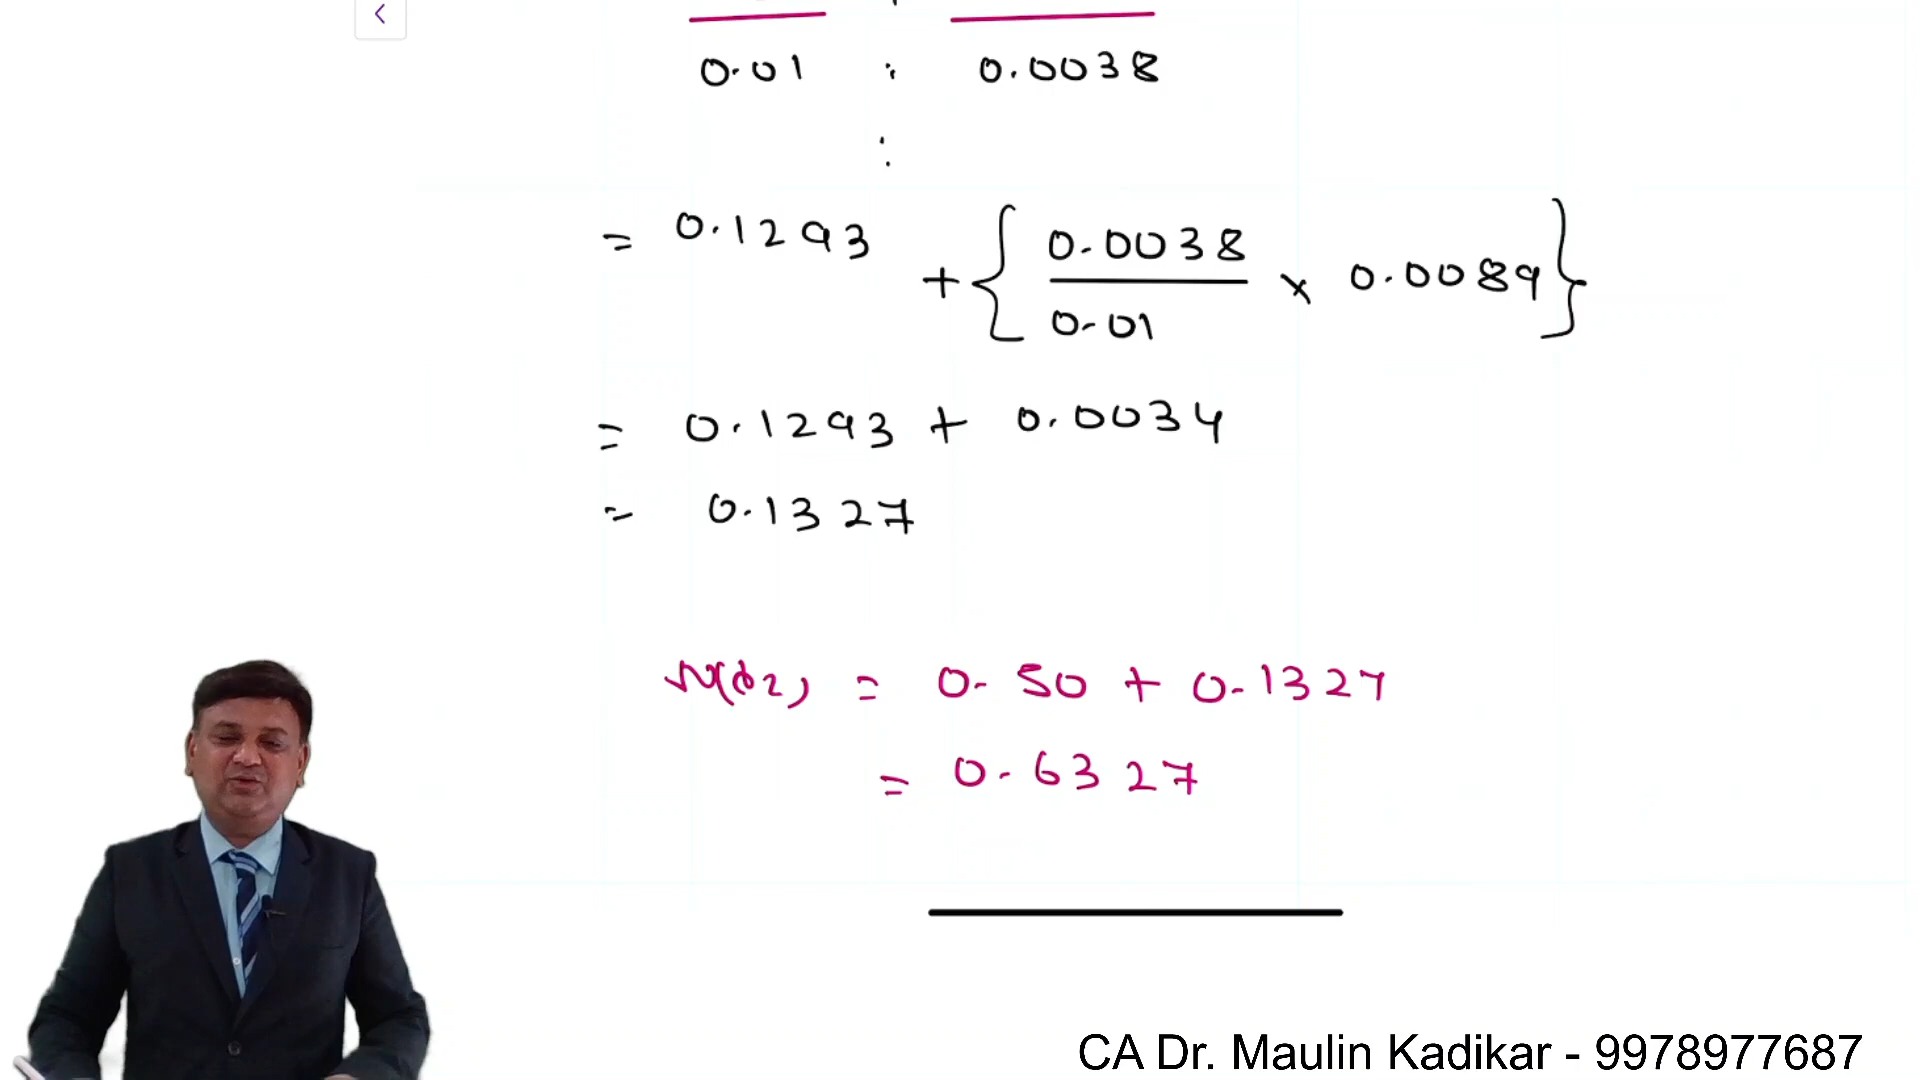 0.01 : 0.0038
:
= 0.1293 + { 0.0038 / 0.01 × 0.0089 }
= 0.1293 + 0.0034
= 0.1327
N(d2) = 0.50 + 0.1327
= 0.6327
CA Dr. Maulin Kadikar - 9978977687